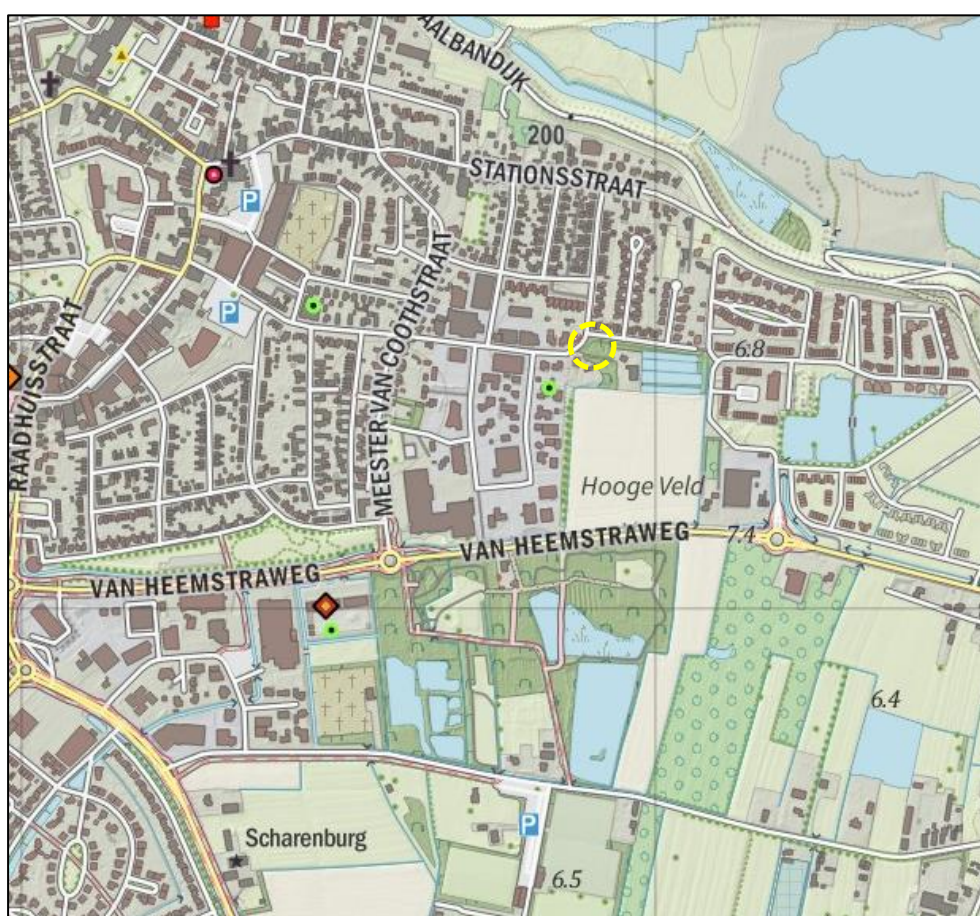 AALBANDIJK
200
STATIONSSTRAAT
P
MEESTER VAN COOTHSTRAAT
P
RAADHUISSTRAAT
6.8
Hooge Veld
7.4
VAN HEEMSTRAWEG
VAN HEEMSTRAWEG
6.4
P
Scharenburg
6.5